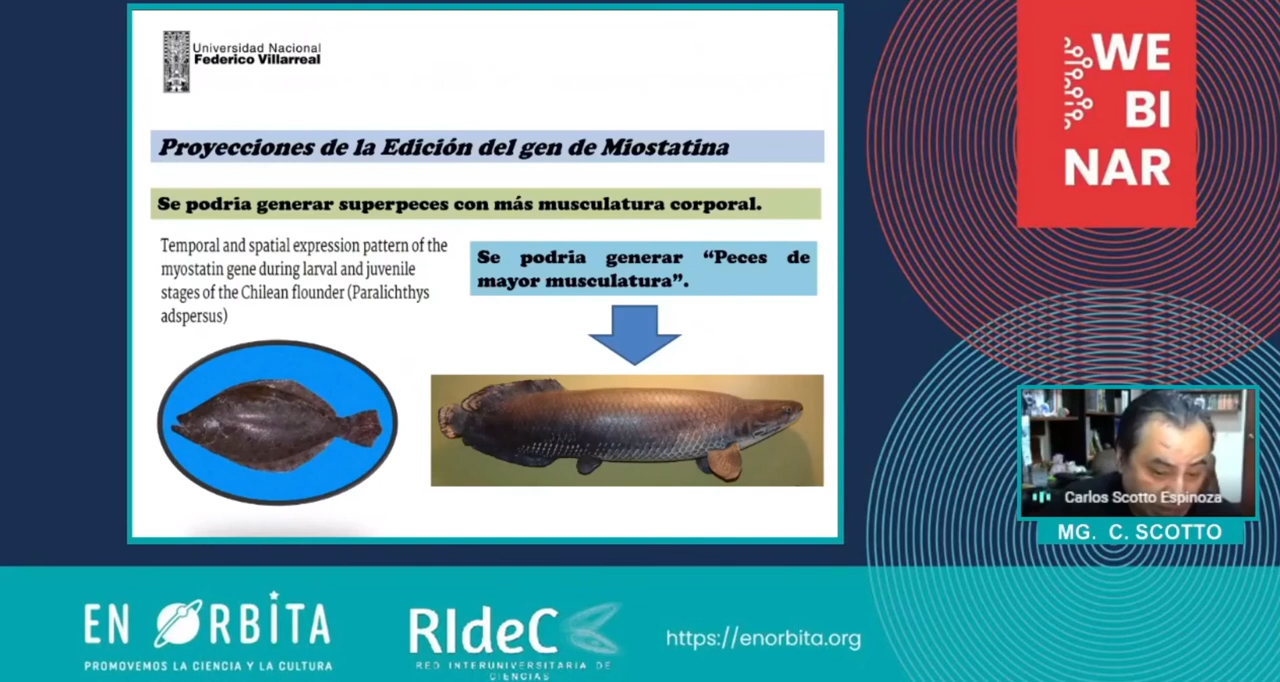 Universidad Nacional
Federico Villarreal
Proyecciones de la Edición del gen de Miostatina
Se podria generar superpeces con más musculatura corporal.
Temporal and spatial expression pattern of the
myostatin gene during larval and juvenile
stages of the Chilean flounder (Paralichthys
adspersus)
Se podria generar “Peces de
mayor musculatura”.
WE
BI
NAR
Carlos Scotto Espinoza
MG. C. SCOTTO
EN ORBITA
PROMOVEMOS LA CIENCIA Y LA CULTURA
RIdeC
RED INTERUNIVERSITARIA DE
CIENCIAS
https://enorbita.org